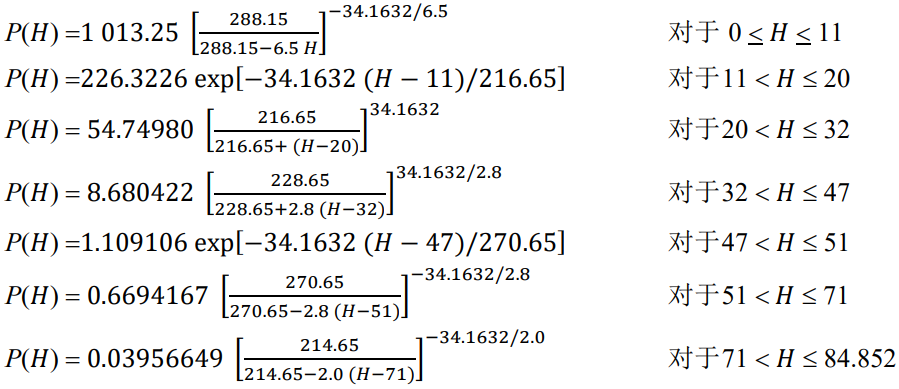 P(H) =1 013.25 [288.15/(288.15−6.5 H)]^(−34.1632/6.5) 对于 0 ≤ H ≤ 11
P(H) =226.3226 exp[−34.1632 (H − 11)/216.65] 对于11 < H ≤ 20
P(H) = 54.74980 [216.65/(216.65+ (H−20))]^(34.1632) 对于20 < H ≤ 32
P(H) = 8.680422 [228.65/(228.65+2.8 (H−32))]^(34.1632/2.8) 对于32 < H ≤ 47
P(H) =1.109106 exp[−34.1632 (H − 47)/270.65] 对于47 < H ≤ 51
P(H) = 0.6694167 [270.65/(270.65−2.8 (H−51))]^(−34.1632/2.8) 对于51 < H ≤ 71
P(H) = 0.03956649 [214.65/(214.65−2.0 (H−71))]^(−34.1632/2.0) 对于71 < H ≤ 84.852